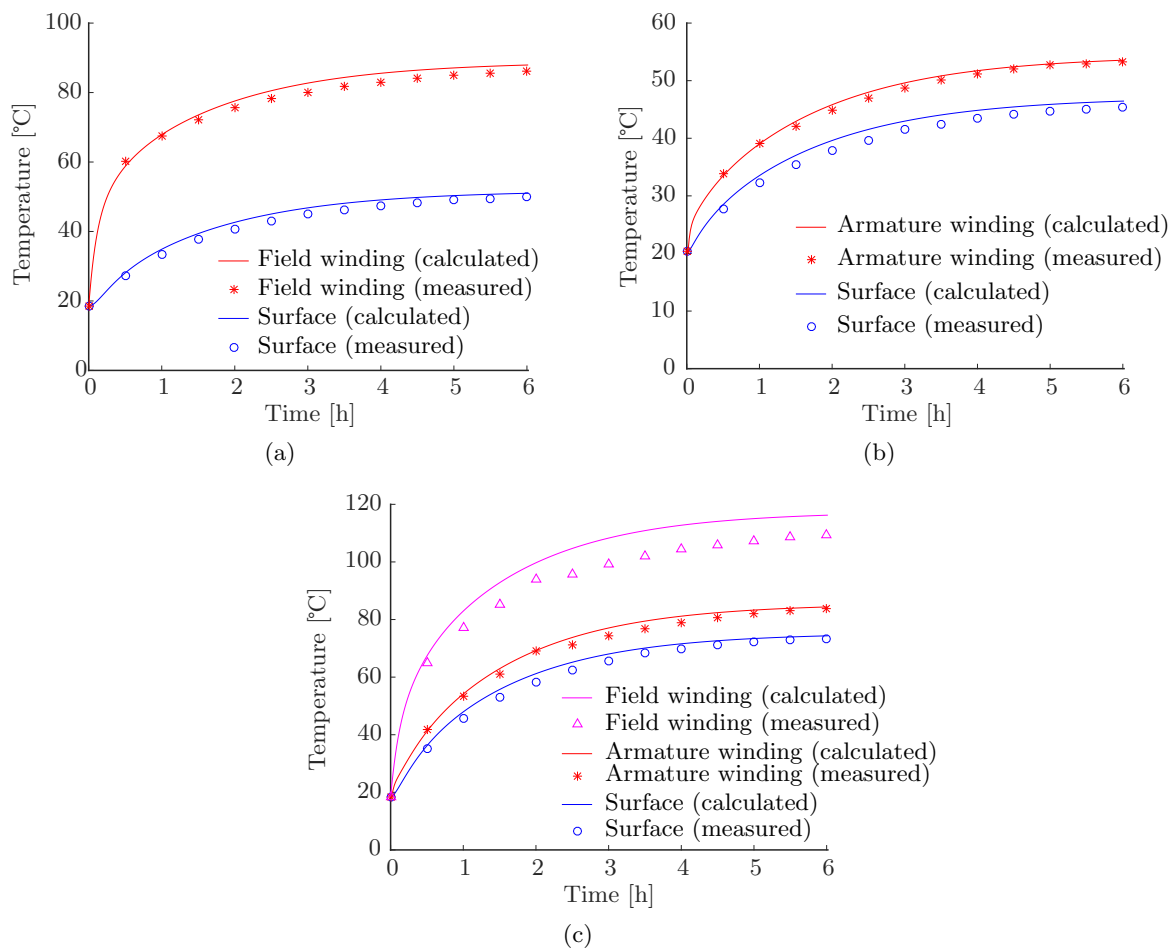 100
80
60
40
20
0
Temperature [°C]
Field winding (calculated)
Field winding (measured)
Surface (calculated)
Surface (measured)
0 1 2 3 4 5 6
Time [h]
(a)
60
50
40
30
20
10
0
Temperature [°C]
Armature winding (calculated)
Armature winding (measured)
Surface (calculated)
Surface (measured)
0 1 2 3 4 5 6
Time [h]
(b)
120
100
80
60
40
20
0
Temperature [°C]
Field winding (calculated)
Field winding (measured)
Armature winding (calculated)
Armature winding (measured)
Surface (calculated)
Surface (measured)
0 1 2 3 4 5 6
Time [h]
(c)